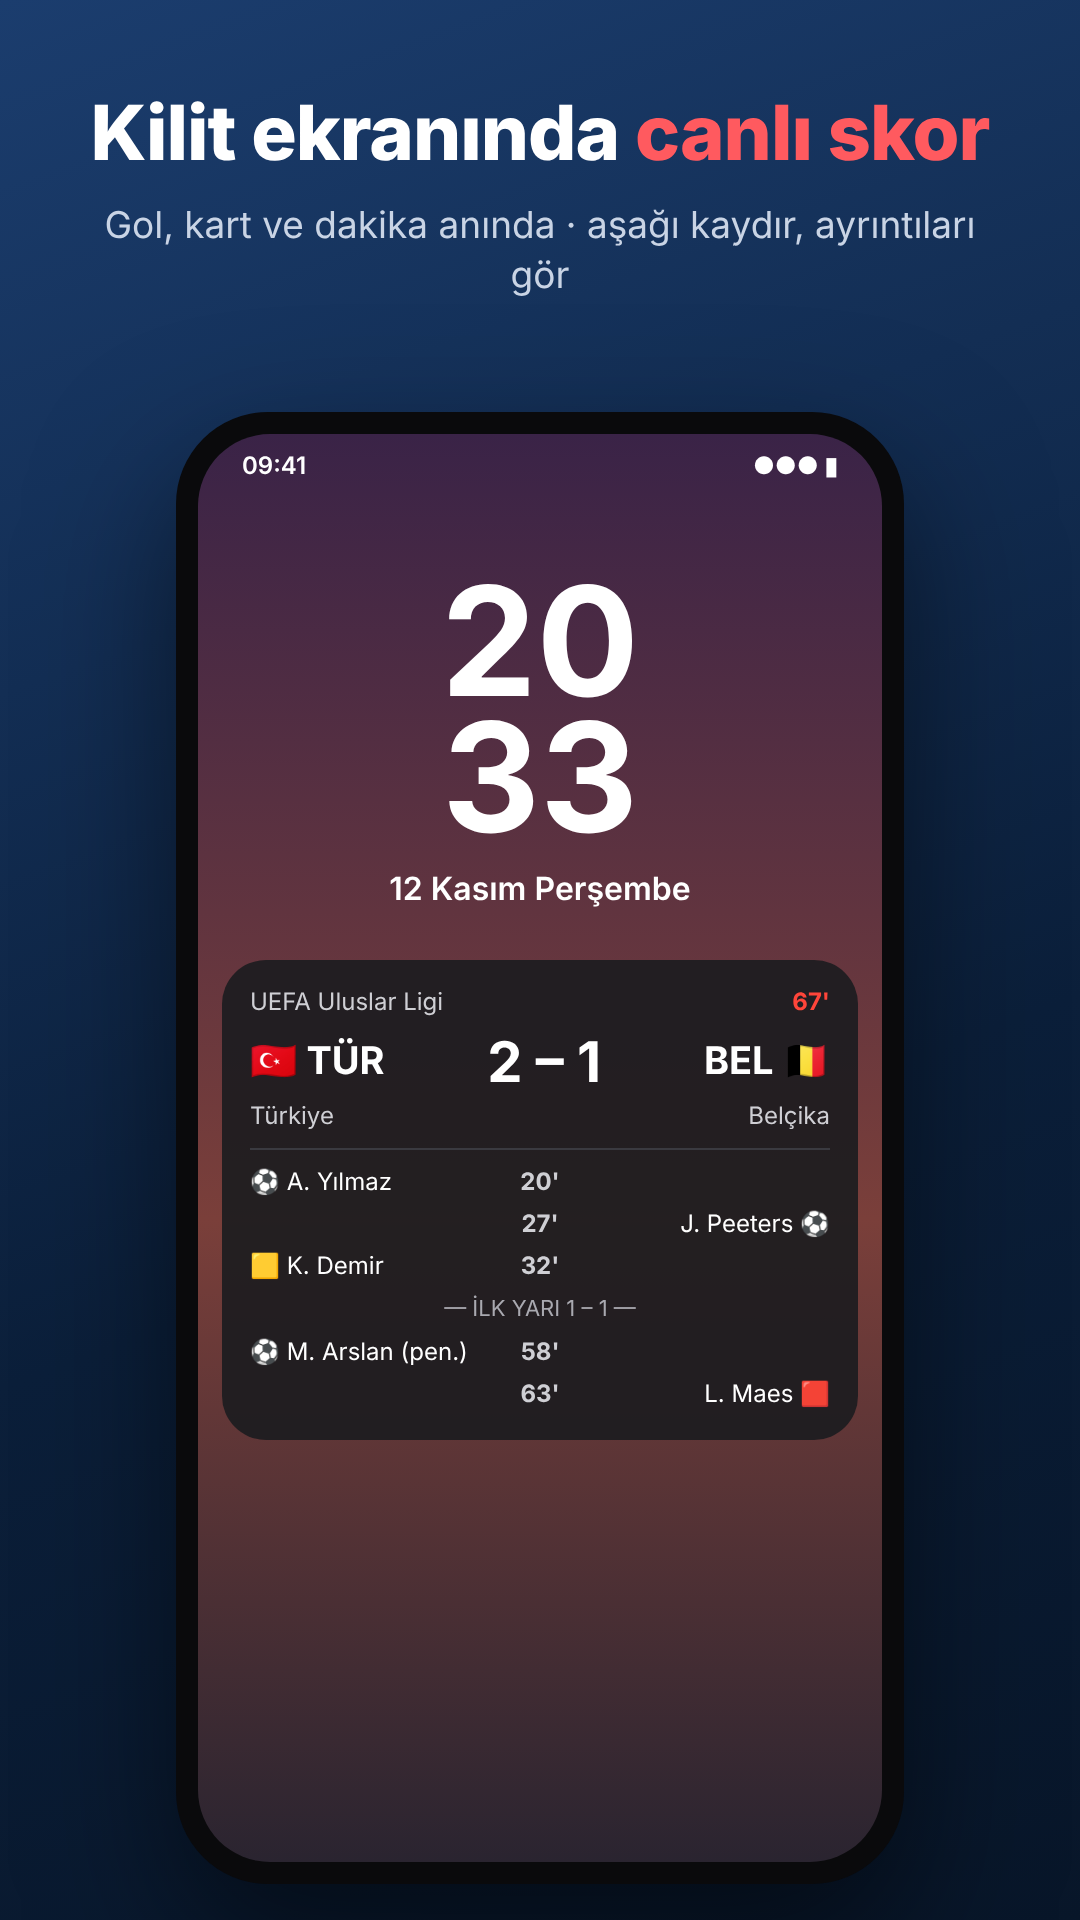 Kilit ekranında canlı skor
Gol, kart ve dakika anında · aşağı kaydır, ayrıntıları
gör
09:41
20
33
12 Kasım Perşembe
UEFA Uluslar Ligi 67'
TÜR 2 – 1 BEL
Türkiye Belçika
A. Yılmaz 20'
27' J. Peeters
K. Demir 32'
— İLK YARI 1 – 1 —
M. Arslan (pen.) 58'
63' L. Maes